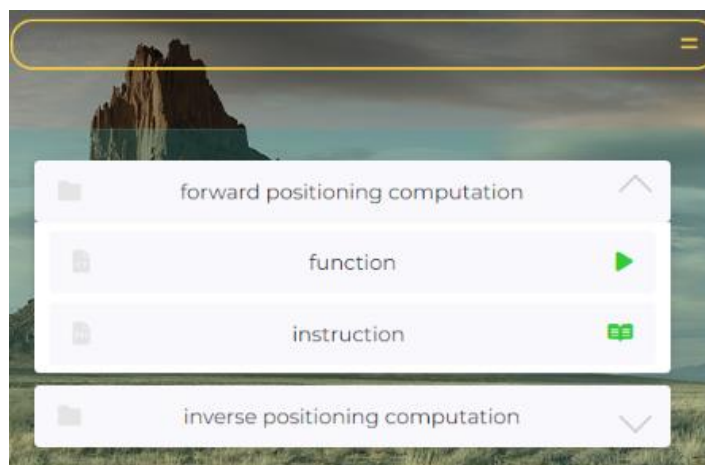 forward positioning computation
function
instruction
inverse positioning computation